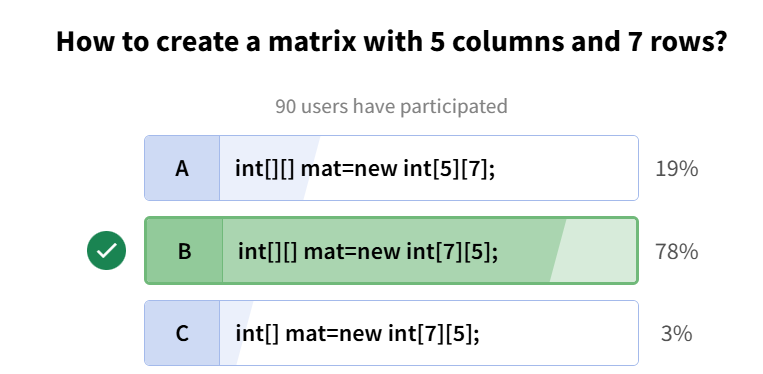 How to create a matrix with 5 columns and 7 rows?
90 users have participated
A int[][] mat=new int[5][7]; 19%
B int[][] mat=new int[7][5]; 78%
C int[] mat=new int[7][5]; 3%